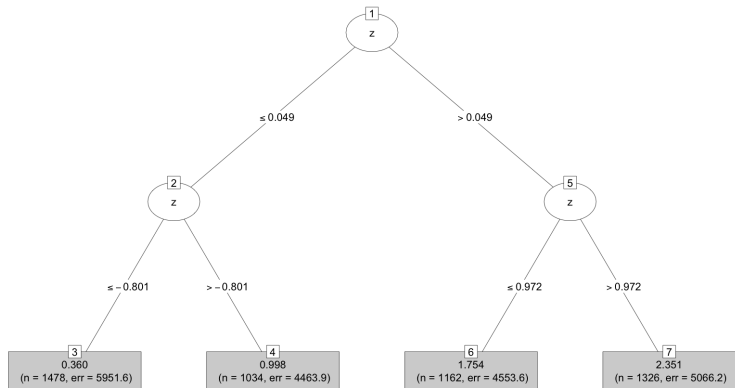 1
z
≤ 0.049
> 0.049
2
z
5
z
≤ − 0.801
> − 0.801
≤ 0.972
> 0.972
3
0.360
(n = 1478, err = 5951.6)
4
0.998
(n = 1034, err = 4463.9)
6
1.754
(n = 1162, err = 4553.6)
7
2.351
(n = 1326, err = 5066.2)